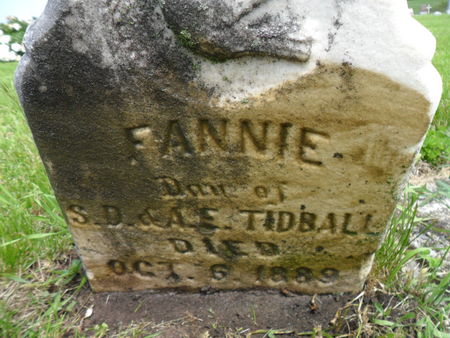 FANNIE.
Dau. of
S.D. & A.E. TIDBALL
DIED
OCT. 6, 1889